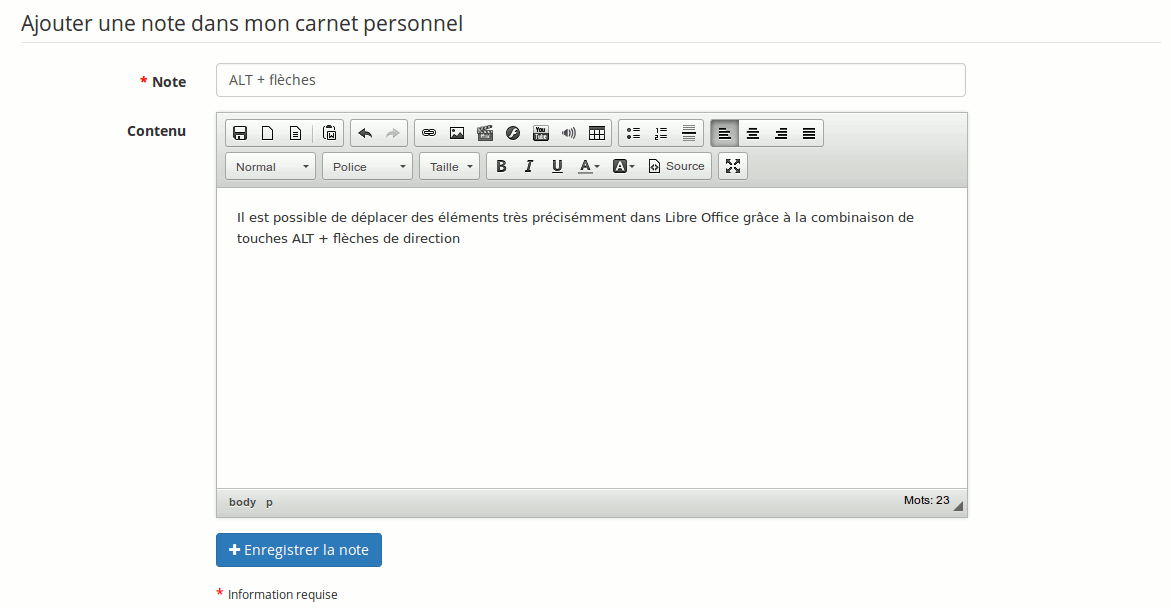 Ajouter une note dans mon carnet personnel
* Note
ALT + flèches
Contenu
You Tube
Normal Police Taille B I U A A Source
Il est possible de déplacer des éléments très précisémment dans Libre Office grâce à la combinaison de
touches ALT + flèches de direction
body p
Mots: 23
Enregistrer la note
* Information requise